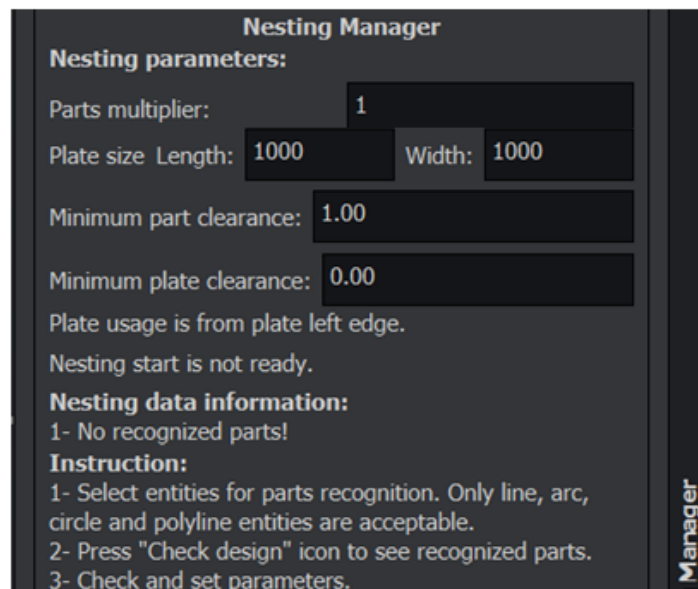 Nesting Manager
Nesting parameters:
Parts multiplier: 1
Plate size Length: 1000 Width: 1000
Minimum part clearance: 1.00
Minimum plate clearance: 0.00
Plate usage is from plate left edge.
Nesting start is not ready.
Nesting data information:
1- No recognized parts!
Instruction:
1- Select entities for parts recognition. Only line, arc,
circle and polyline entities are acceptable.
2- Press "Check design" icon to see recognized parts.
3- Check and set parameters.
Manager